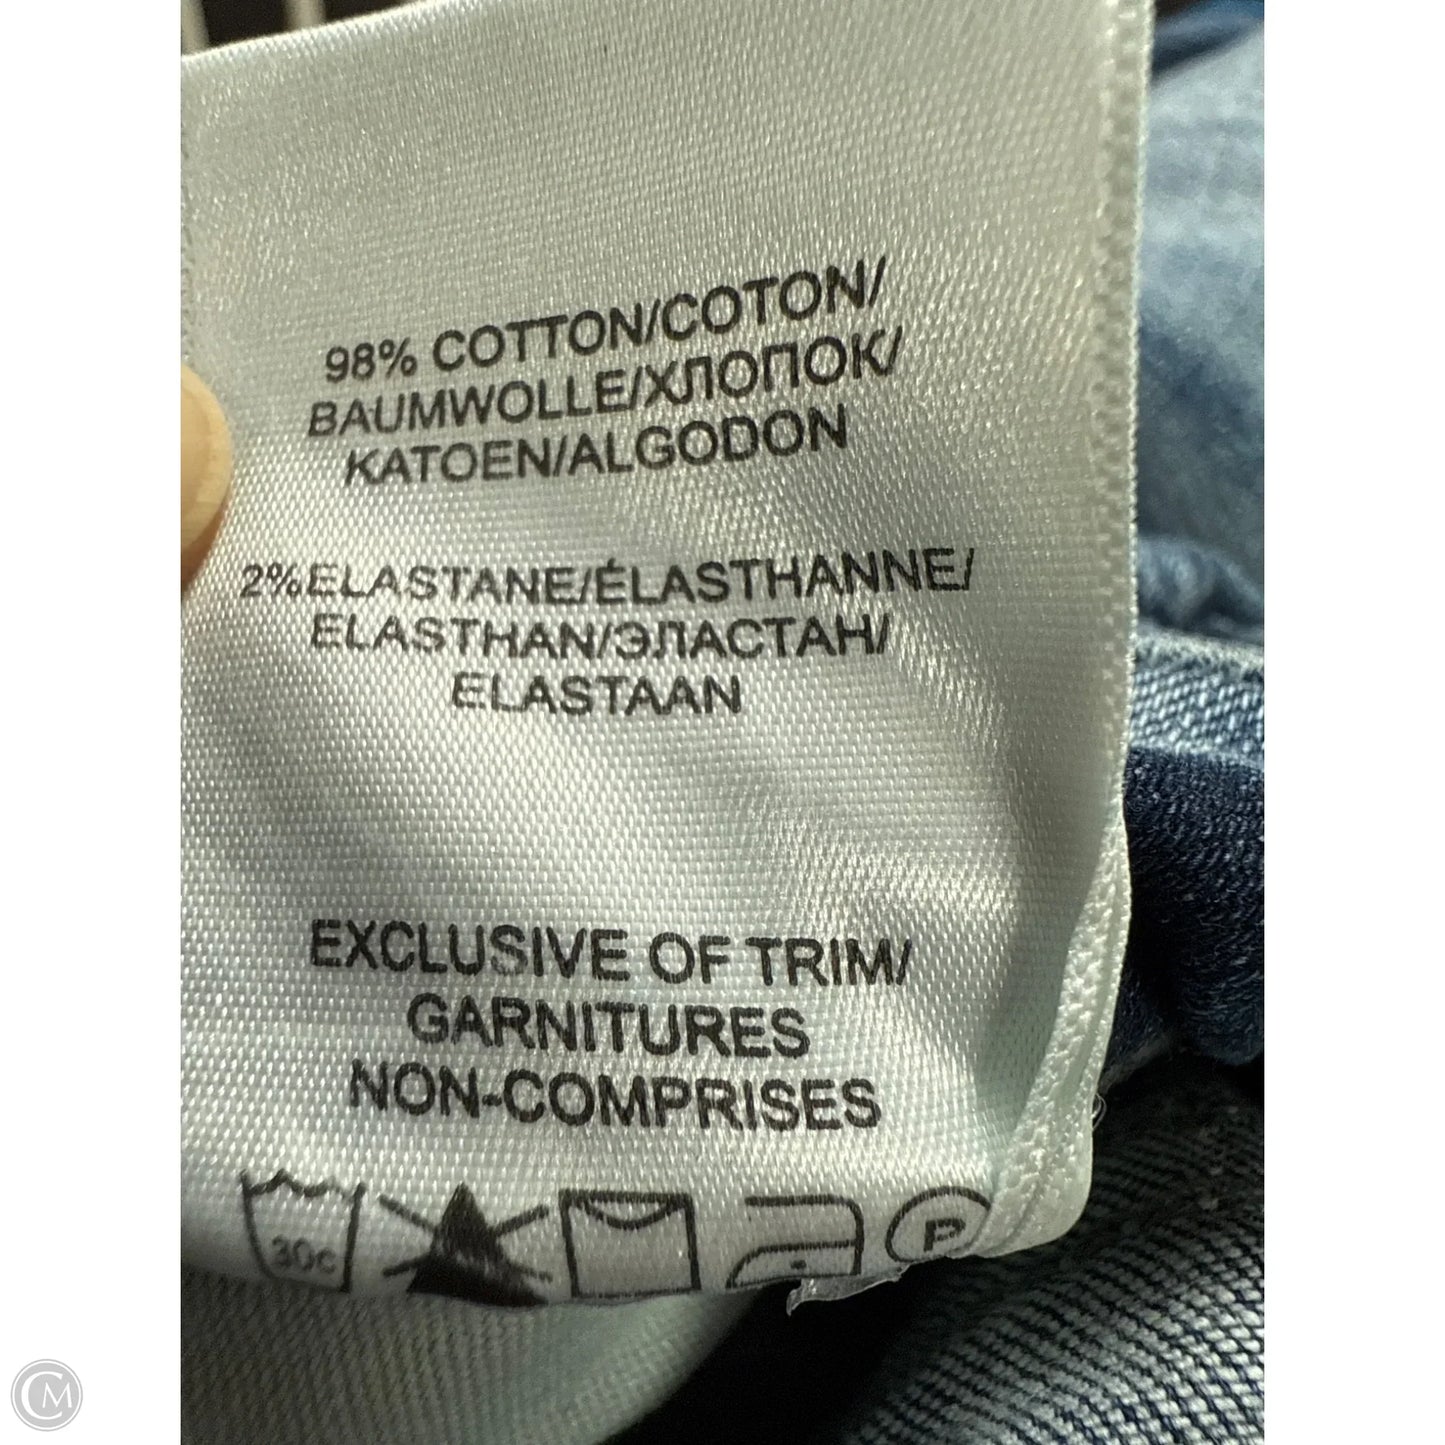 98% COTTON/COTON/
BAUMWOLLE/ХЛОПОК/
KATOEN/ALGODON
2%ELASTANE/ÉLASTHANNE/
ELASTHAN/ЭЛАСТАН/
ELASTAAN
EXCLUSIVE OF TRIM/
GARNITURES
NON-COMPRISES
30c P
CM